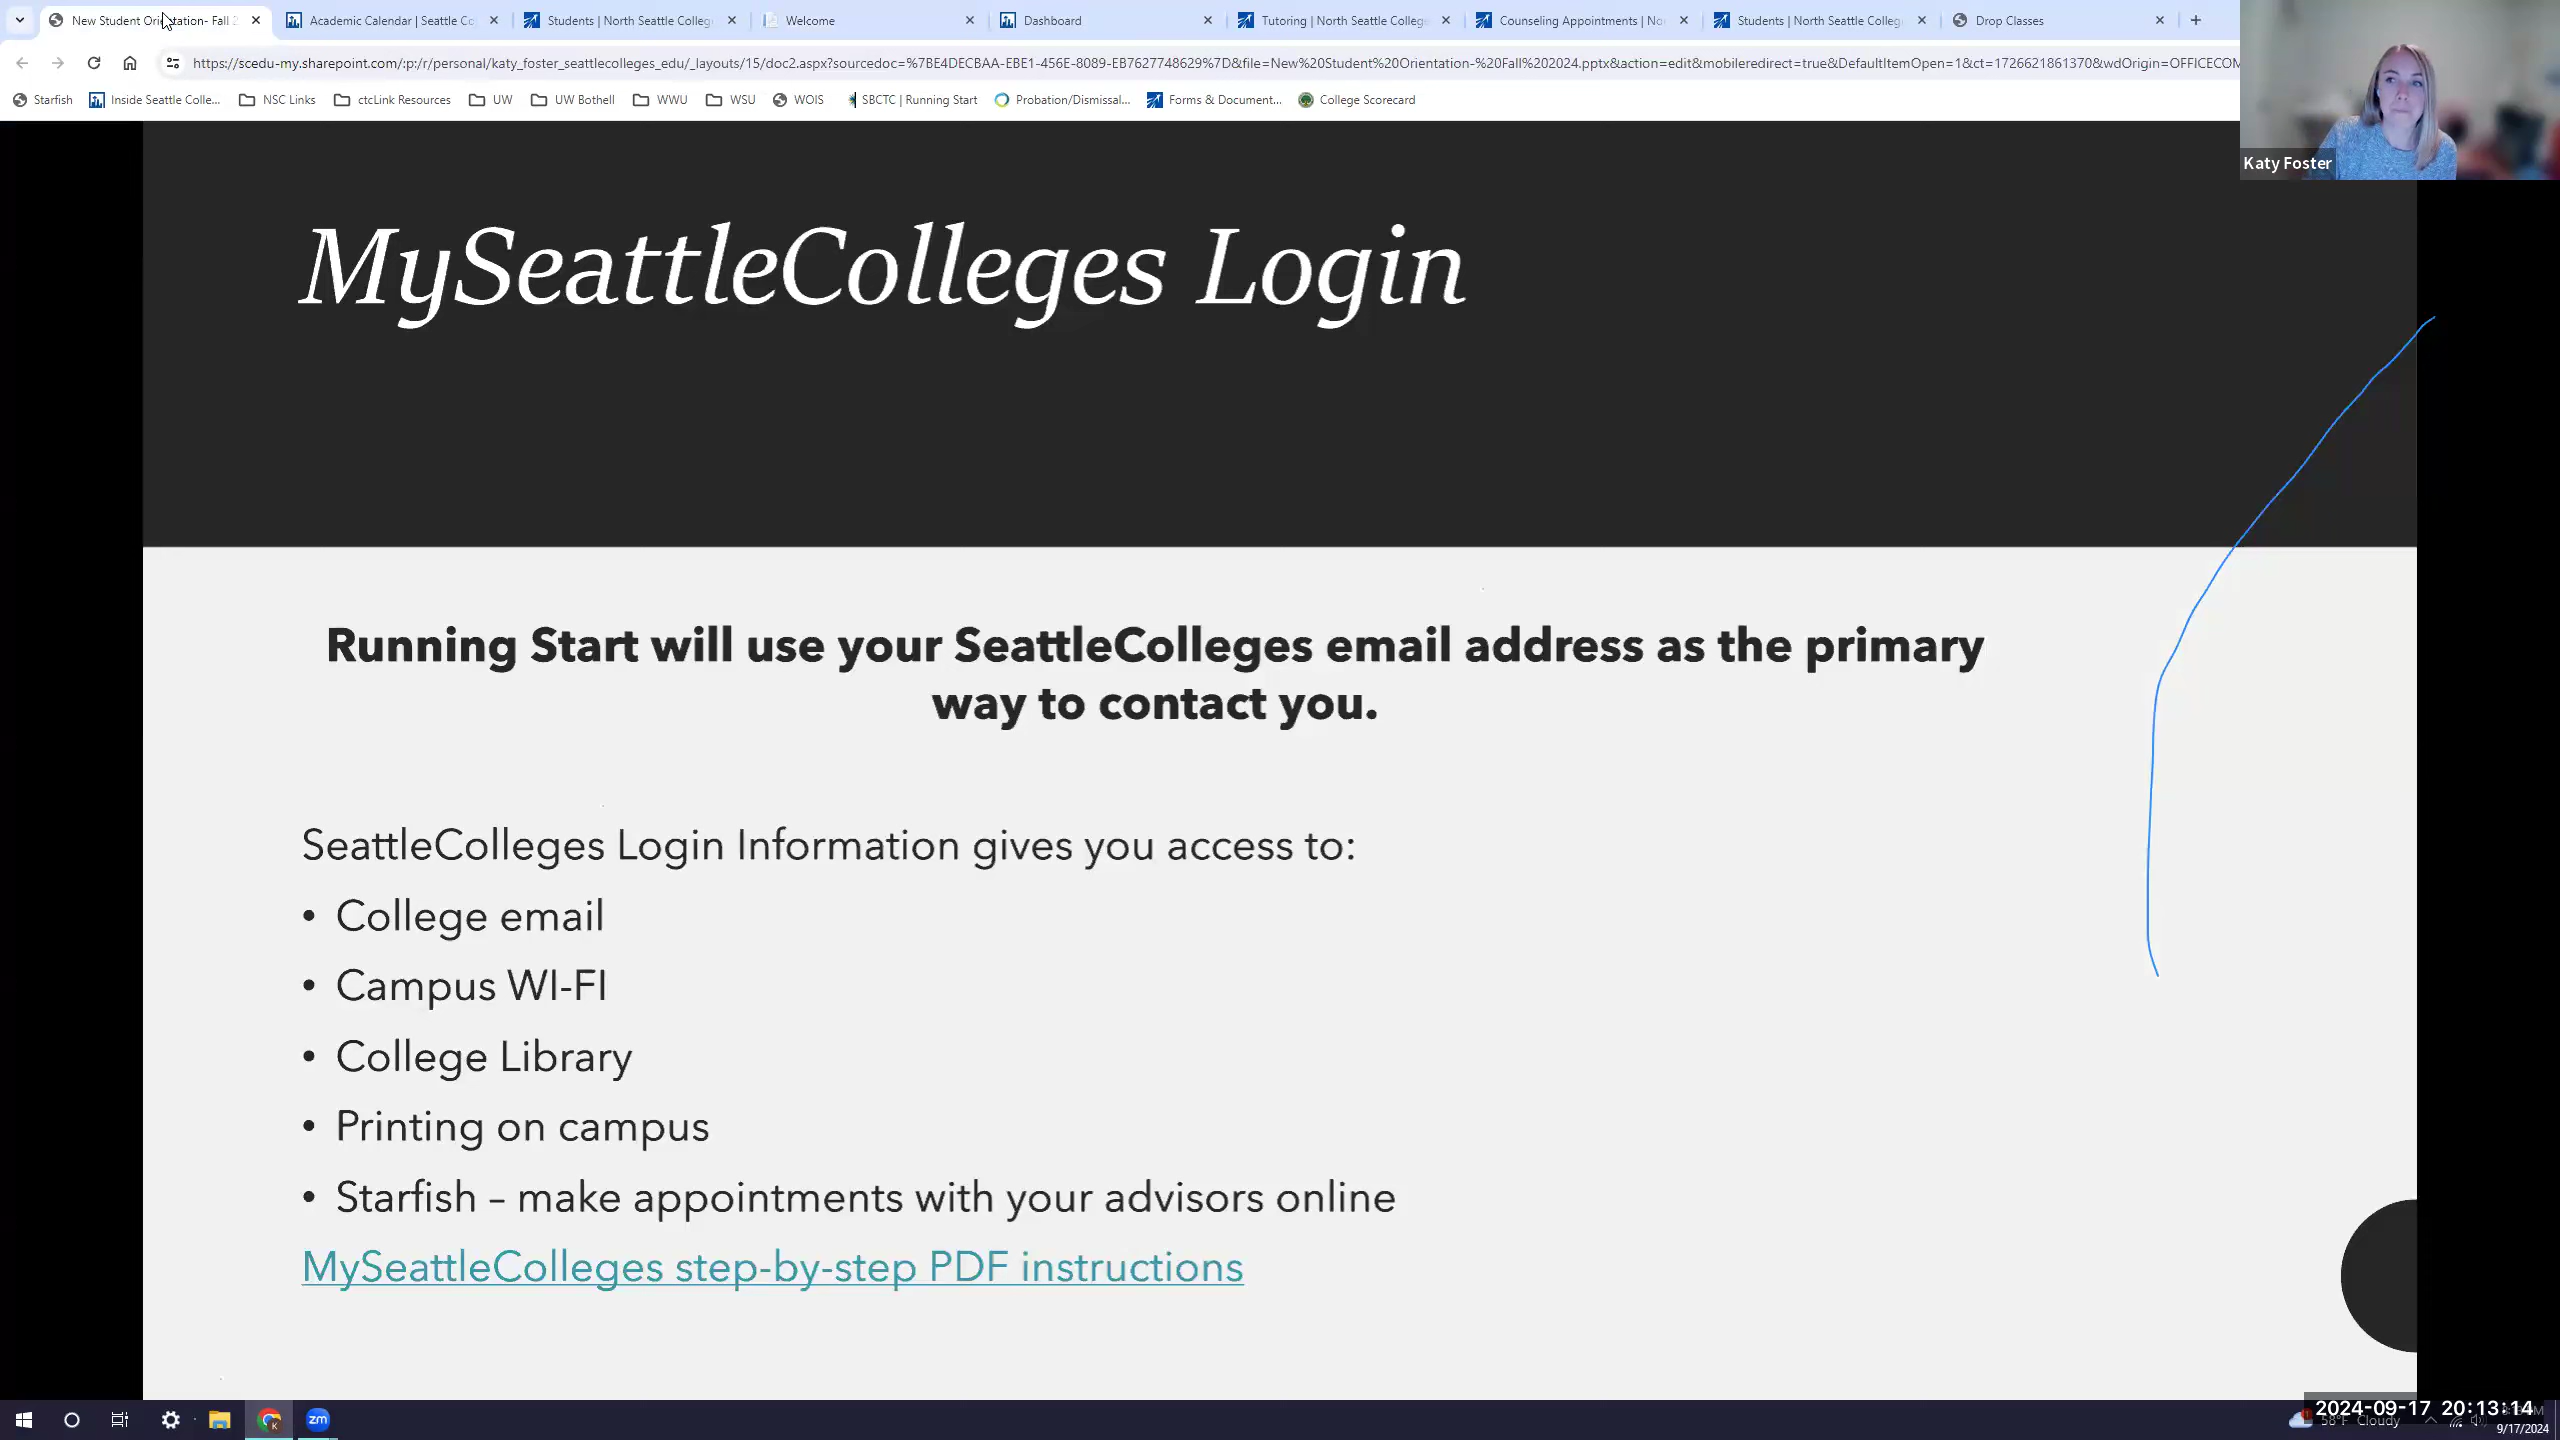 New Student Orientation- Fall 2
Academic Calendar | Seattle Co
Students | North Seattle College
Welcome
Dashboard
Tutoring | North Seattle College
Counseling Appointments | No
Students | North Seattle College
Drop Classes
https://scedu-my.sharepoint.com/:p:/r/personal/katy_foster_seattlecolleges_edu/_layouts/15/doc2.aspx?sourcedoc=%7BE4DECBAA-EBE1-456E-8089-EB7627748629%7D&file=New%20Student%20Orientation-%20Fall%202024.pptx&action=edit&mobileredirect=true&DefaultItemOpen=1&ct=1726621861370&wdOrigin=OFFICECOM
Starfish
Inside Seattle Colle...
NSC Links
ctcLink Resources
UW
UW Bothell
WWU
WSU
WOIS
SBCTC | Running Start
Probation/Dismissal...
Forms & Document...
College Scorecard
Katy Foster
MySeattleColleges Login
Running Start will use your SeattleColleges email address as the primary
way to contact you.
SeattleColleges Login Information gives you access to:
• College email
• Campus WI-FI
• College Library
• Printing on campus
• Starfish – make appointments with your advisors online
MySeattleColleges step-by-step PDF instructions
zm
58°F Cloudy
2024-09-17 20:13:14
9/17/2024